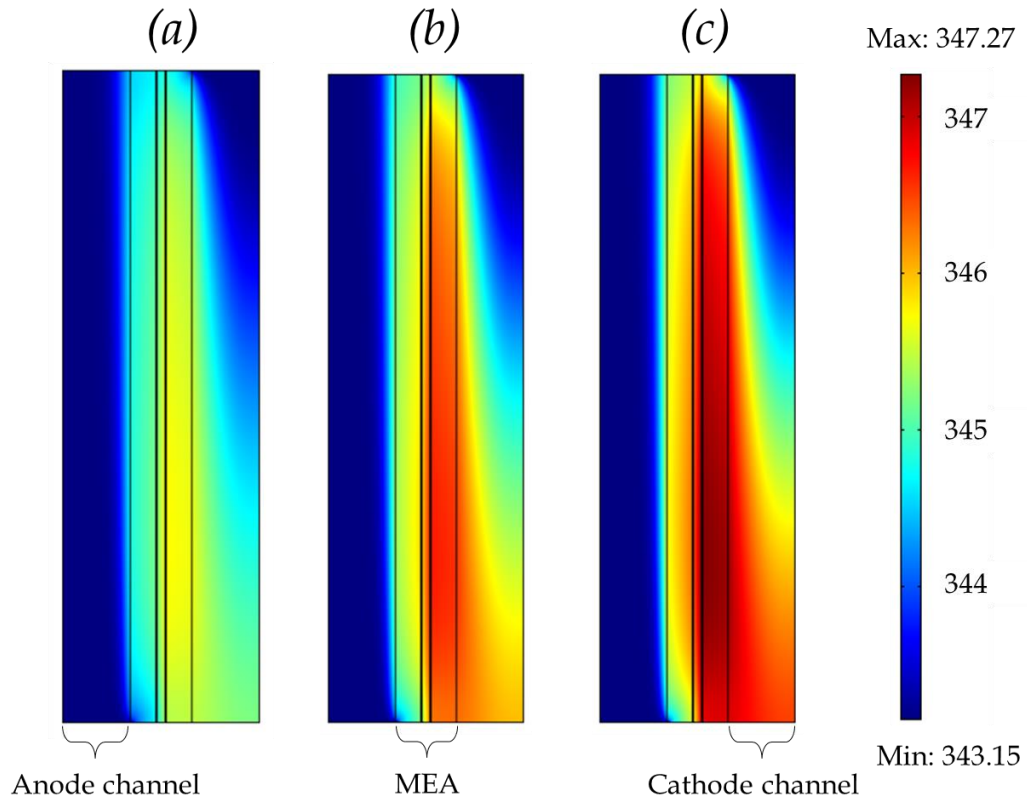 (a)
(b)
(c)
Max: 347.27
347
346
345
344
Min: 343.15
Anode channel
MEA
Cathode channel